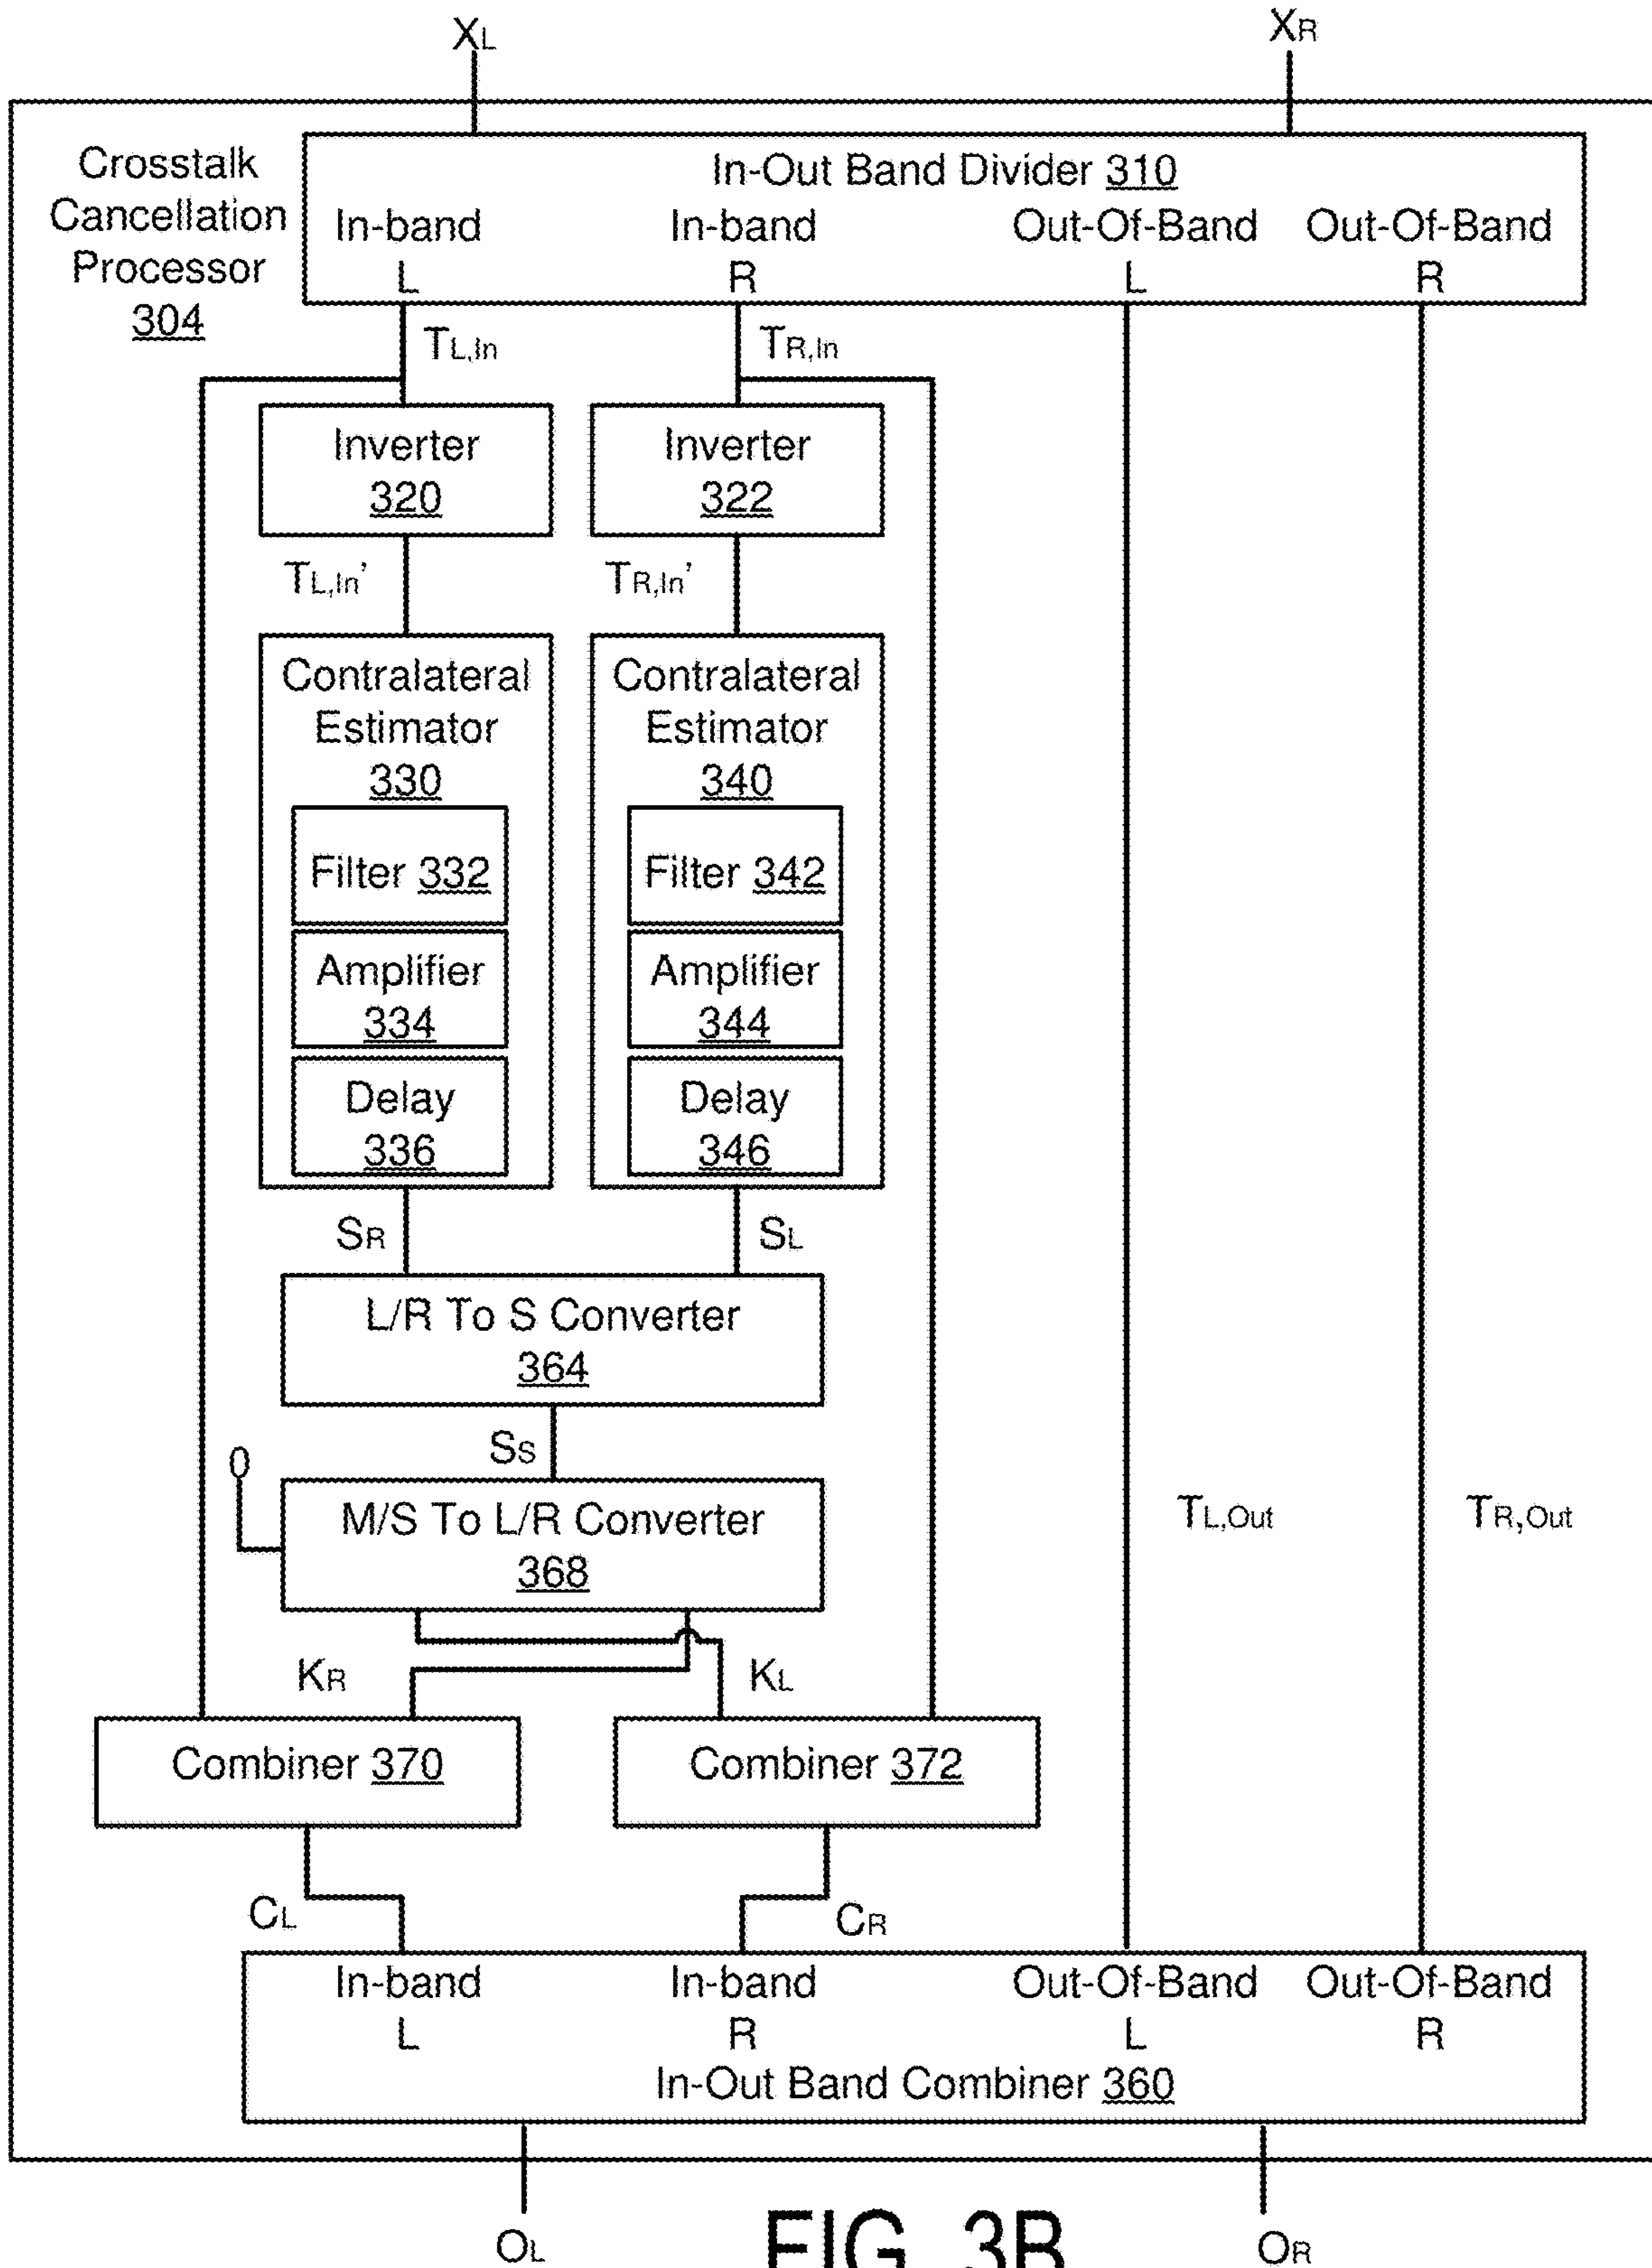 XL
XR
Crosstalk
Cancellation
Processor
304
In-Out Band Divider 310
In-band
In-band
Out-Of-Band
Out-Of-Band
L
R
L
R
TL,In
TR,In
Inverter
320
Inverter
322
TL,In'
TR,In'
Contralateral
Estimator
330
Filter 332
Amplifier
334
Delay
336
Contralateral
Estimator
340
Filter 342
Amplifier
344
Delay
346
SR
SL
L/R To S Converter
364
SS
0
M/S To L/R Converter
368
TL,Out
TR,Out
KR
KL
Combiner 370
Combiner 372
CL
CR
In-band
In-band
Out-Of-Band
Out-Of-Band
L
R
L
R
In-Out Band Combiner 360
OL
OR
FIG. 3B